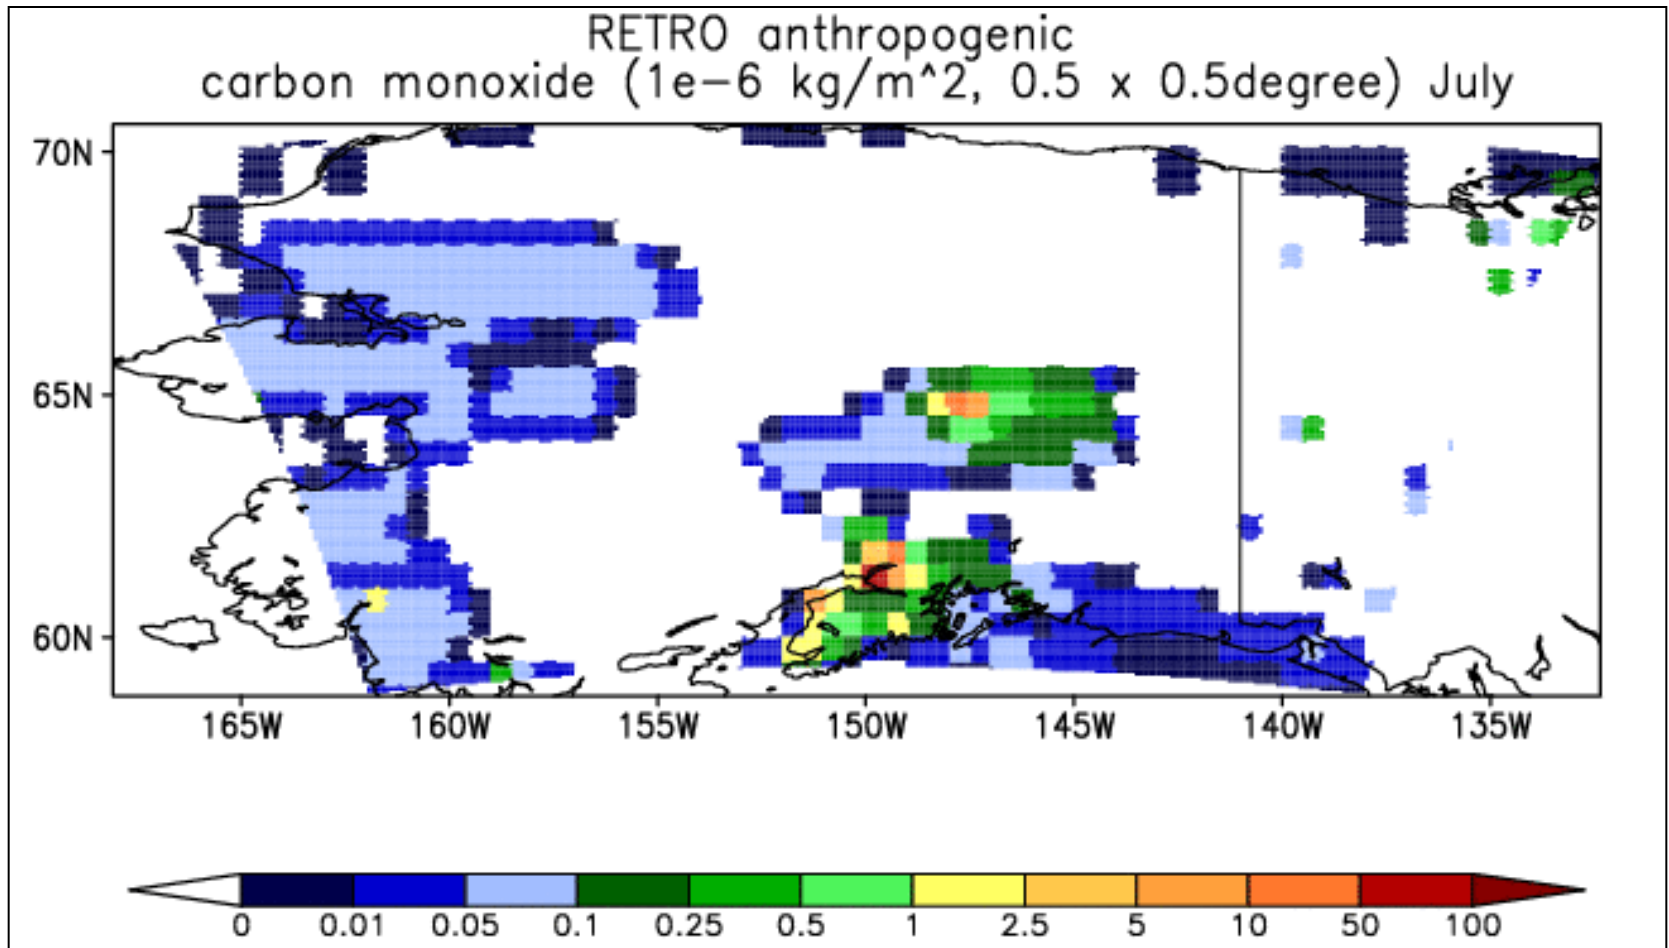 RETRO anthropogenic
carbon monoxide (1e-6 kg/m^2, 0.5 x 0.5degree) July
70N
65N
60N
165W 160W 155W 150W 145W 140W 135W
0 0.01 0.05 0.1 0.25 0.5 1 2.5 5 10 50 100